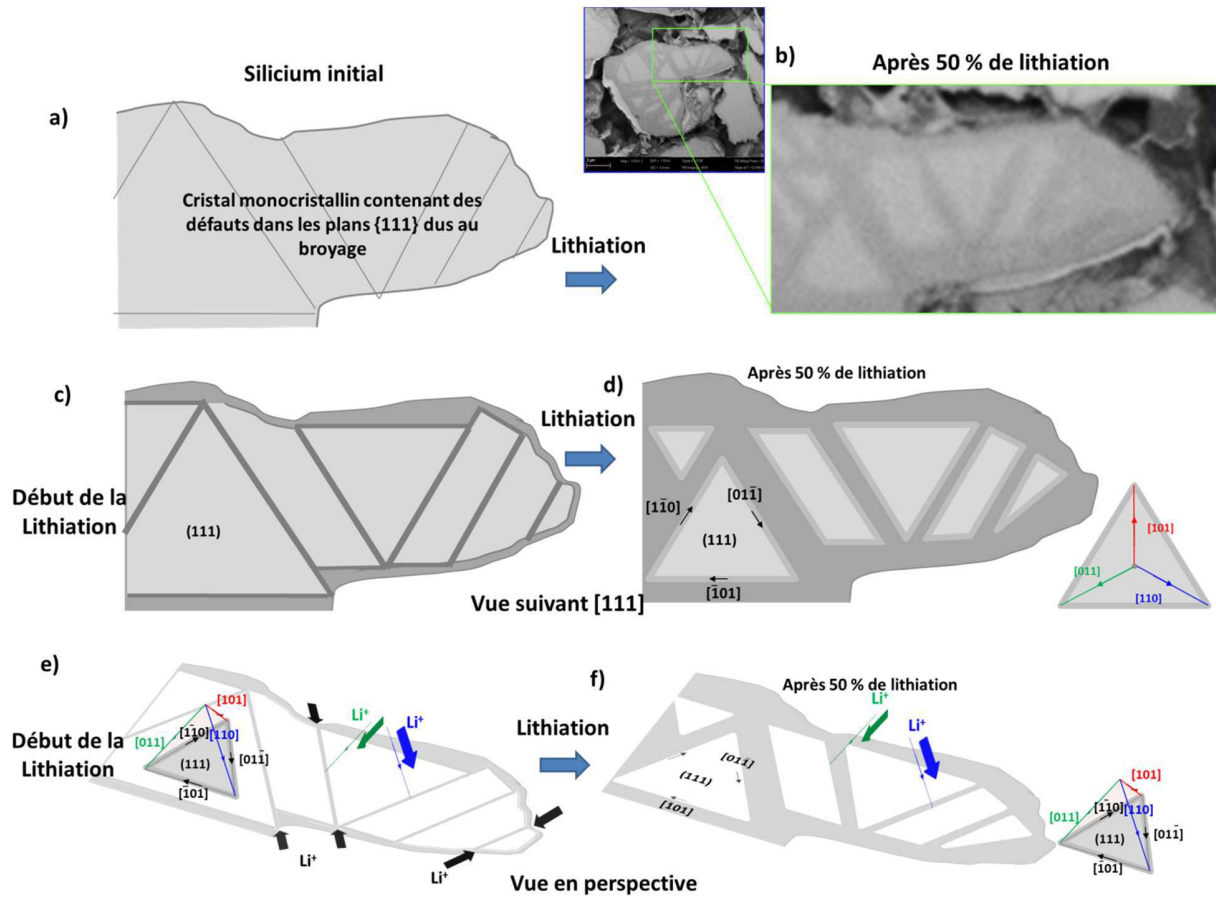 Silicium initial
a)
Cristal monocristallin contenant des
défauts dans les plans {111} dus au
broyage
Lithiation
b)
Après 50 % de lithiation
c)
Début de la
Lithiation
(111)
Lithiation
d)
Après 50 % de lithiation
[11̄0]
[011̄]
(111)
[1̄01]
[101]
[011]
[110]
Vue suivant [111]
e)
Début de la
Lithiation
[101]
[11̄0]
[110]
[011]
(111)
[011̄]
[1̄01]
Li⁺
Li⁺
Li⁺
Li⁺
Lithiation
f)
Après 50 % de lithiation
Li⁺
Li⁺
[011̄]
(111)
[1̄01]
[101]
[11̄0]
[110]
[011]
(111)
[011̄]
[1̄01]
Vue en perspective